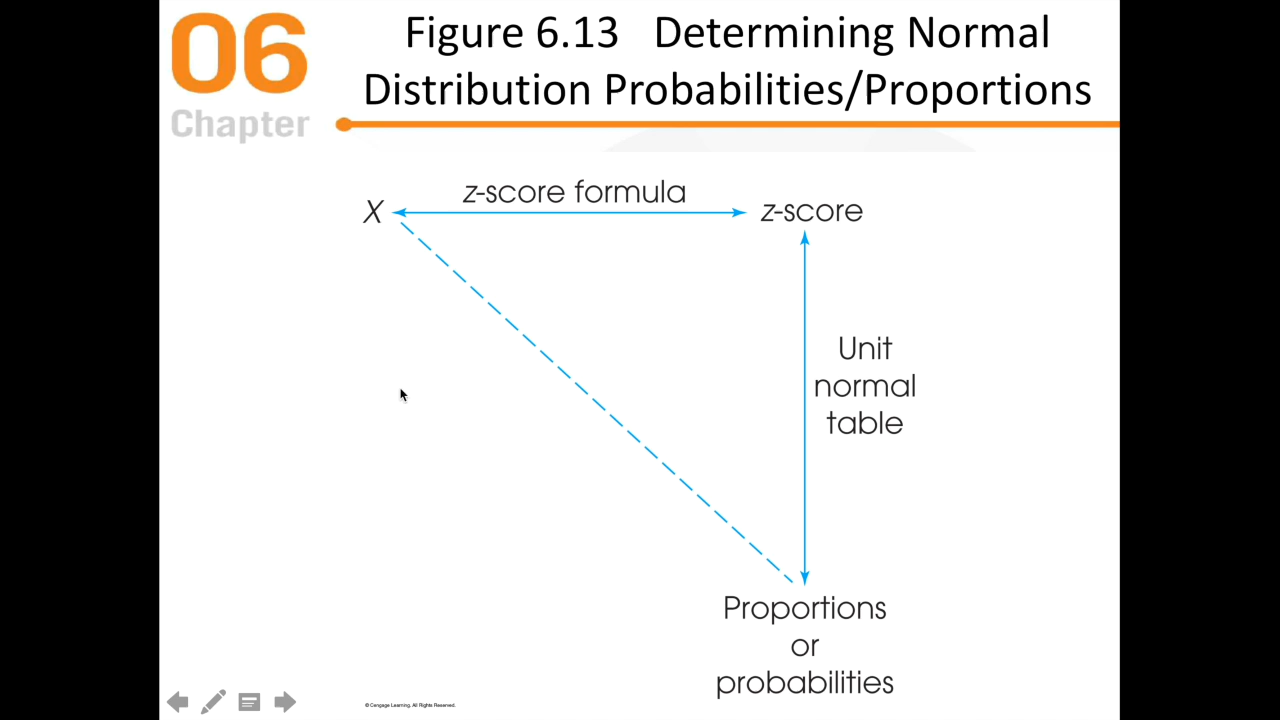 06
Chapter
Figure 6.13 Determining Normal
Distribution Probabilities/Proportions
z-score formula
X
z-score
Unit
normal
table
Proportions
or
probabilities
© Cengage Learning. All Rights Reserved.